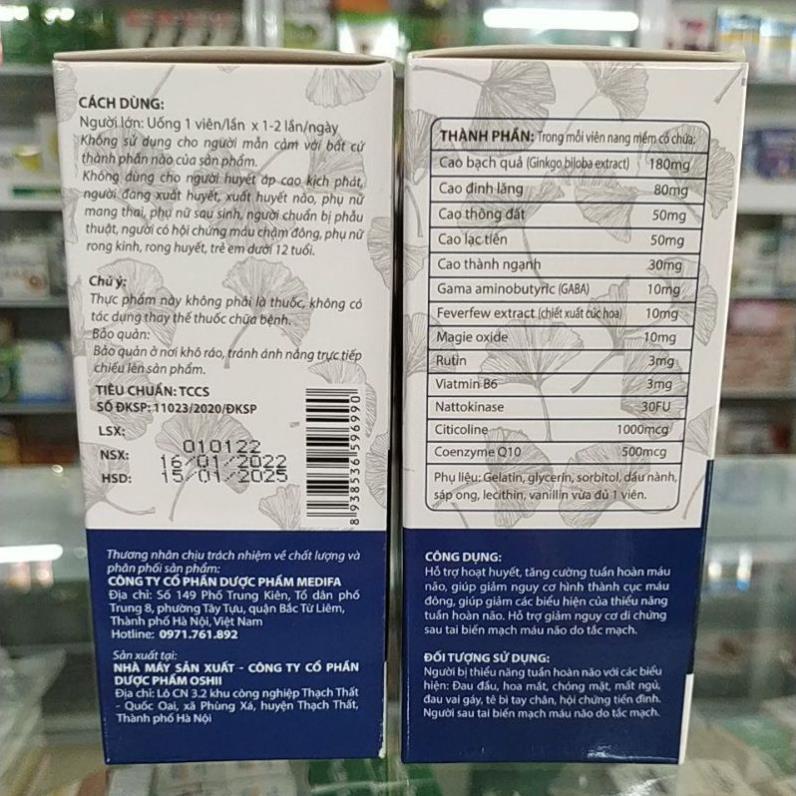 CÁCH DÙNG:
Người lớn: Uống 1 viên/lần x 1-2 lần/ngày
Không sử dụng cho người mẫn cảm với bất cứ
thành phần nào của sản phẩm.
Không dùng cho người huyết áp cao kịch phát,
người đang xuất huyết, xuất huyết não, phụ nữ
mang thai, phụ nữ sau sinh, người chuẩn bị phẫu
thuật, người có hội chứng máu chậm đông, phụ nữ
rong kinh, rong huyết, trẻ em dưới 12 tuổi.
Chú ý:
Thực phẩm này không phải là thuốc, không có
tác dụng thay thế thuốc chữa bệnh.
Bảo quản:
Bảo quản ở nơi khô ráo, tránh ánh nắng trực tiếp
chiếu lên sản phẩm.
TIÊU CHUẨN: TCCS
SỐ ĐKSP: 11023/2020/ĐKSP
LSX: 010122
NSX: 16/01/2022
HSD: 15/01/2025
8 938536 596990
Thương nhân chịu trách nhiệm về chất lượng và
phân phối sản phẩm:
CÔNG TY CỔ PHẦN DƯỢC PHẨM MEDIFA
Địa chỉ: Số 149 Phố Trung Kiên, Tổ dân phố
Trung 8, phường Tây Tựu, quận Bắc Từ Liêm,
Thành phố Hà Nội, Việt Nam
Hotline: 0971.761.892
Sản xuất tại:
NHÀ MÁY SẢN XUẤT - CÔNG TY CỔ PHẦN
DƯỢC PHẨM OSHII
Địa chỉ: Lô CN 3.2 khu công nghiệp Thạch Thất
- Quốc Oai, xã Phùng Xá, huyện Thạch Thất,
Thành phố Hà Nội
THÀNH PHẦN: Trong mỗi viên nang mềm có chứa:
Cao bạch quả (Ginkgo biloba extract) 180mg
Cao đinh lăng 80mg
Cao thông đất 50mg
Cao lạc tiên 50mg
Cao thành ngạnh 30mg
Gama aminobutyric (GABA) 10mg
Feverfew extract (chiết xuất cúc hoa) 10mg
Magie oxide 10mg
Rutin 3mg
Viatmin B6 3mg
Nattokinase 30FU
Citicoline 1000mcg
Coenzyme Q10 500mcg
Phụ liệu: Gelatin, glycerin, sorbitol, dầu nành,
sáp ong, lecithin, vanillin vừa đủ 1 viên.
CÔNG DỤNG:
Hỗ trợ hoạt huyết, tăng cường tuần hoàn máu
não, giúp giảm nguy cơ hình thành cục máu
đông, giúp giảm các biểu hiện của thiểu năng
tuần hoàn não. Hỗ trợ giảm nguy cơ di chứng
sau tai biến mạch máu não do tắc mạch.
ĐỐI TƯỢNG SỬ DỤNG:
Người bị thiểu năng tuần hoàn não với các biểu
hiện: Đau đầu, hoa mắt, chóng mặt, mất ngủ,
đau vai gáy, tê bì tay chân, hội chứng tiền đình.
Người sau tai biến mạch máu não do tắc mạch.